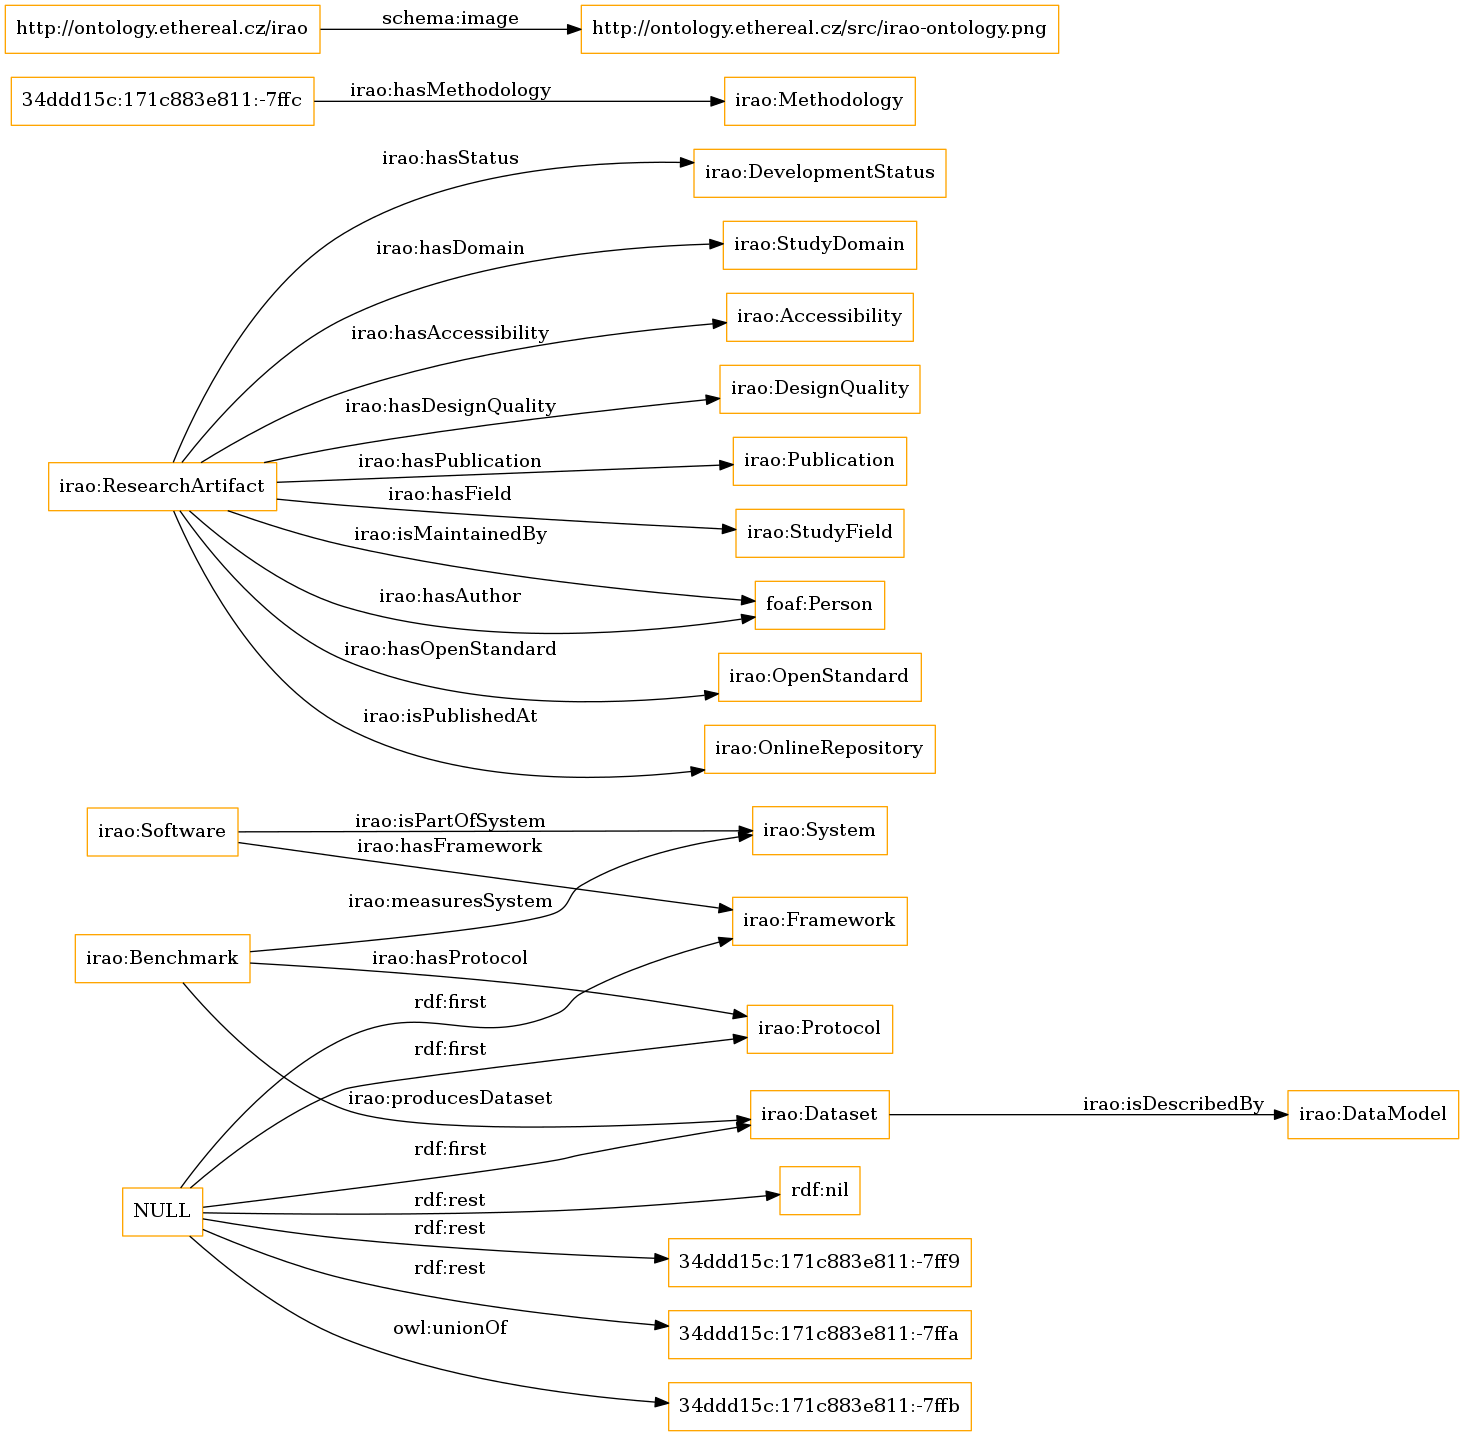 http://ontology.ethereal.cz/irao
schema:image
http://ontology.ethereal.cz/src/irao-ontology.png
34ddd15c:171c883e811:-7ffc
irao:hasMethodology
irao:Methodology
irao:hasStatus
irao:DevelopmentStatus
irao:hasDomain
irao:StudyDomain
irao:hasAccessibility
irao:Accessibility
irao:hasDesignQuality
irao:DesignQuality
irao:ResearchArtifact
irao:hasPublication
irao:Publication
irao:hasField
irao:StudyField
irao:isMaintainedBy
irao:hasAuthor
foaf:Person
irao:hasOpenStandard
irao:OpenStandard
irao:isPublishedAt
irao:OnlineRepository
irao:Software
irao:isPartOfSystem
irao:System
irao:hasFramework
irao:measuresSystem
irao:Framework
irao:Benchmark
irao:hasProtocol
rdf:first
irao:Protocol
rdf:first
irao:producesDataset
irao:Dataset
irao:isDescribedBy
irao:DataModel
rdf:first
NULL
rdf:rest
rdf:nil
rdf:rest
34ddd15c:171c883e811:-7ff9
rdf:rest
34ddd15c:171c883e811:-7ffa
owl:unionOf
34ddd15c:171c883e811:-7ffb